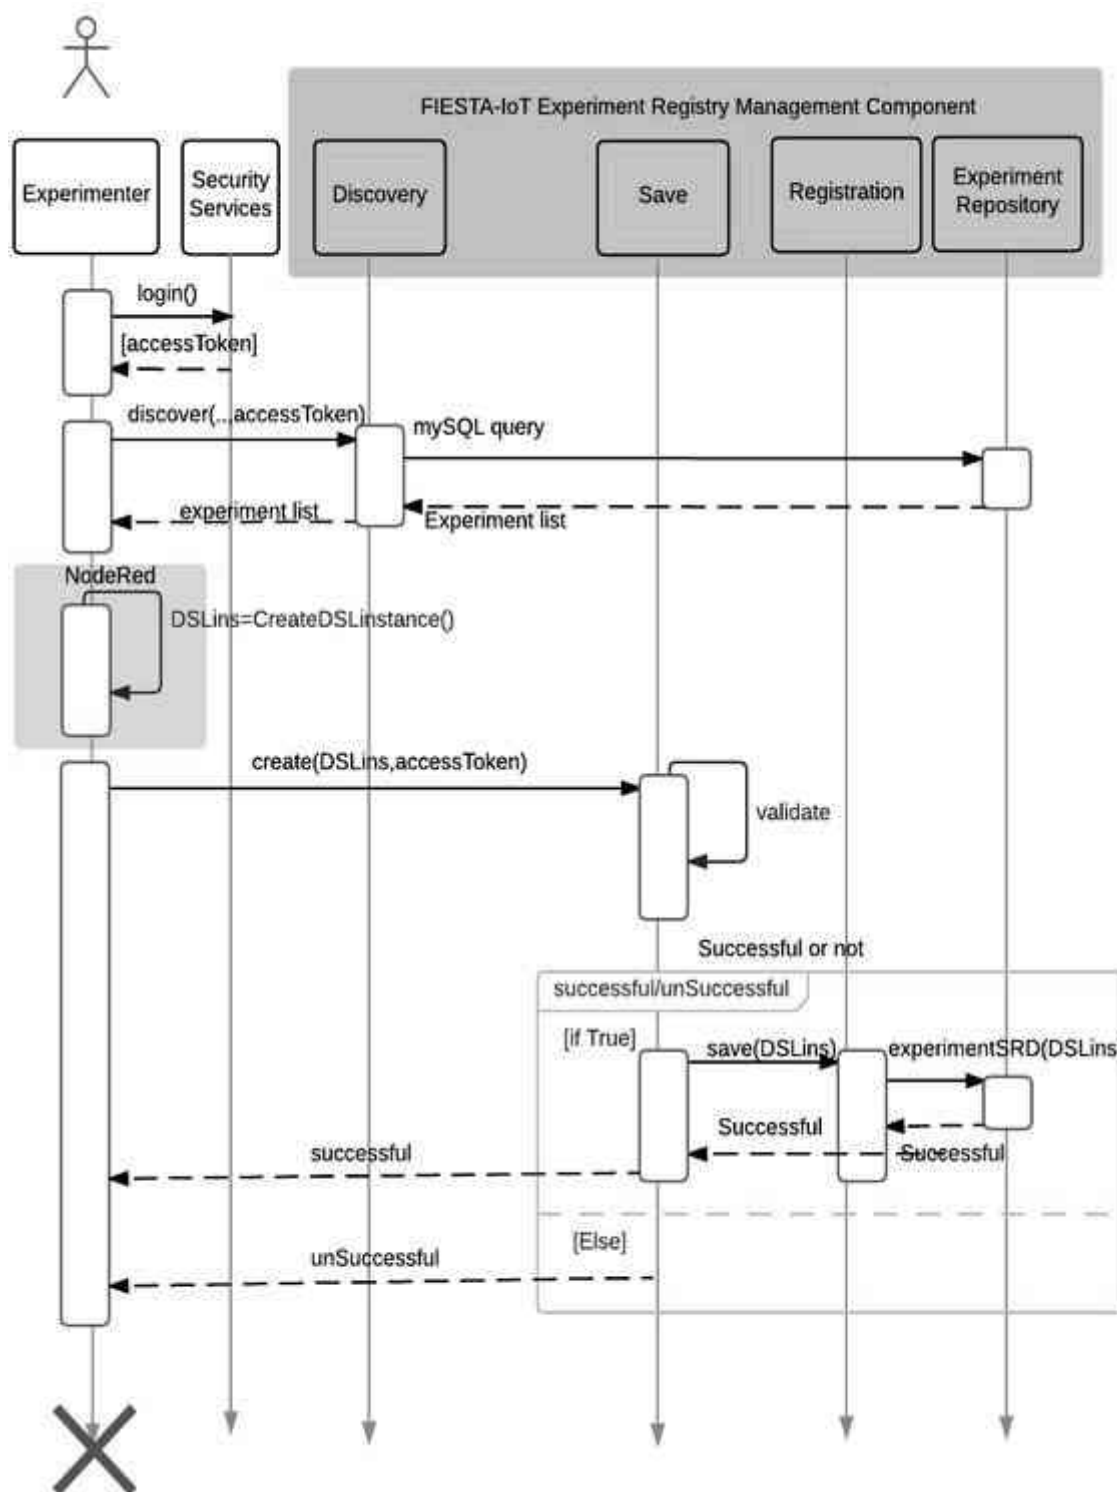 FIESTA-IoT Experiment Registry Management Component
Experimenter
Security
Services
Discovery
Save
Registration
Experiment
Repository
login()
[accessToken]
discover(..,accessToken)
mySQL query
experiment list
Experiment list
NodeRed
DSLins=CreateDSLinstance()
create(DSLins,accessToken)
validate
Successful or not
successful/unSuccessful
[if True]
save(DSLins)
experimentSRD(DSLins
Successful
Successful
successful
[Else]
unSuccessful